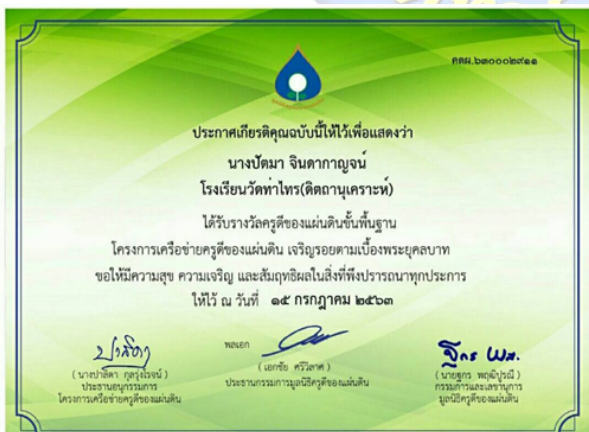 คตผ.๖๓๐๐๐๒๙๑๑
ประกาศเกียรติคุณฉบับนี้ให้ไว้เพื่อแสดงว่า
นางปัตมา จินดากาญจน์
โรงเรียนวัดท่าไทร(ดิตถานุเคราะห์)
ได้รับรางวัลครูดีของแผ่นดินขั้นพื้นฐาน
โครงการเครือข่ายครูดีของแผ่นดิน เจริญรอยตามเบื้องพระยุคลบาท
ขอให้มีความสุข ความเจริญ และสัมฤทธิผลในสิ่งที่พึงปรารถนาทุกประการ
ให้ไว้ ณ วันที่ ๑๕ กรกฎาคม ๒๕๖๓
ปาลิตา
( นางปาลิตา กุลรุ่งโรจน์ )
ประธานอนุกรรมการ
โครงการเครือข่ายครูดีของแผ่นดิน
พลเอก
( เอกชัย ศรีวิลาศ )
ประธานกรรมการมูลนิธิครูดีของแผ่นดิน
( นายฐกร พฤฒิปูรณี )
กรรมการและเลขานุการ
มูลนิธิครูดีของแผ่นดิน